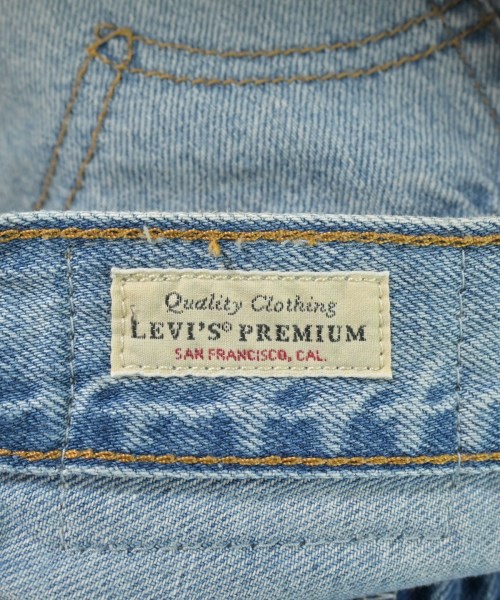 Quality Clothing
LEVI'S® PREMIUM
SAN FRANCISCO, CAL.